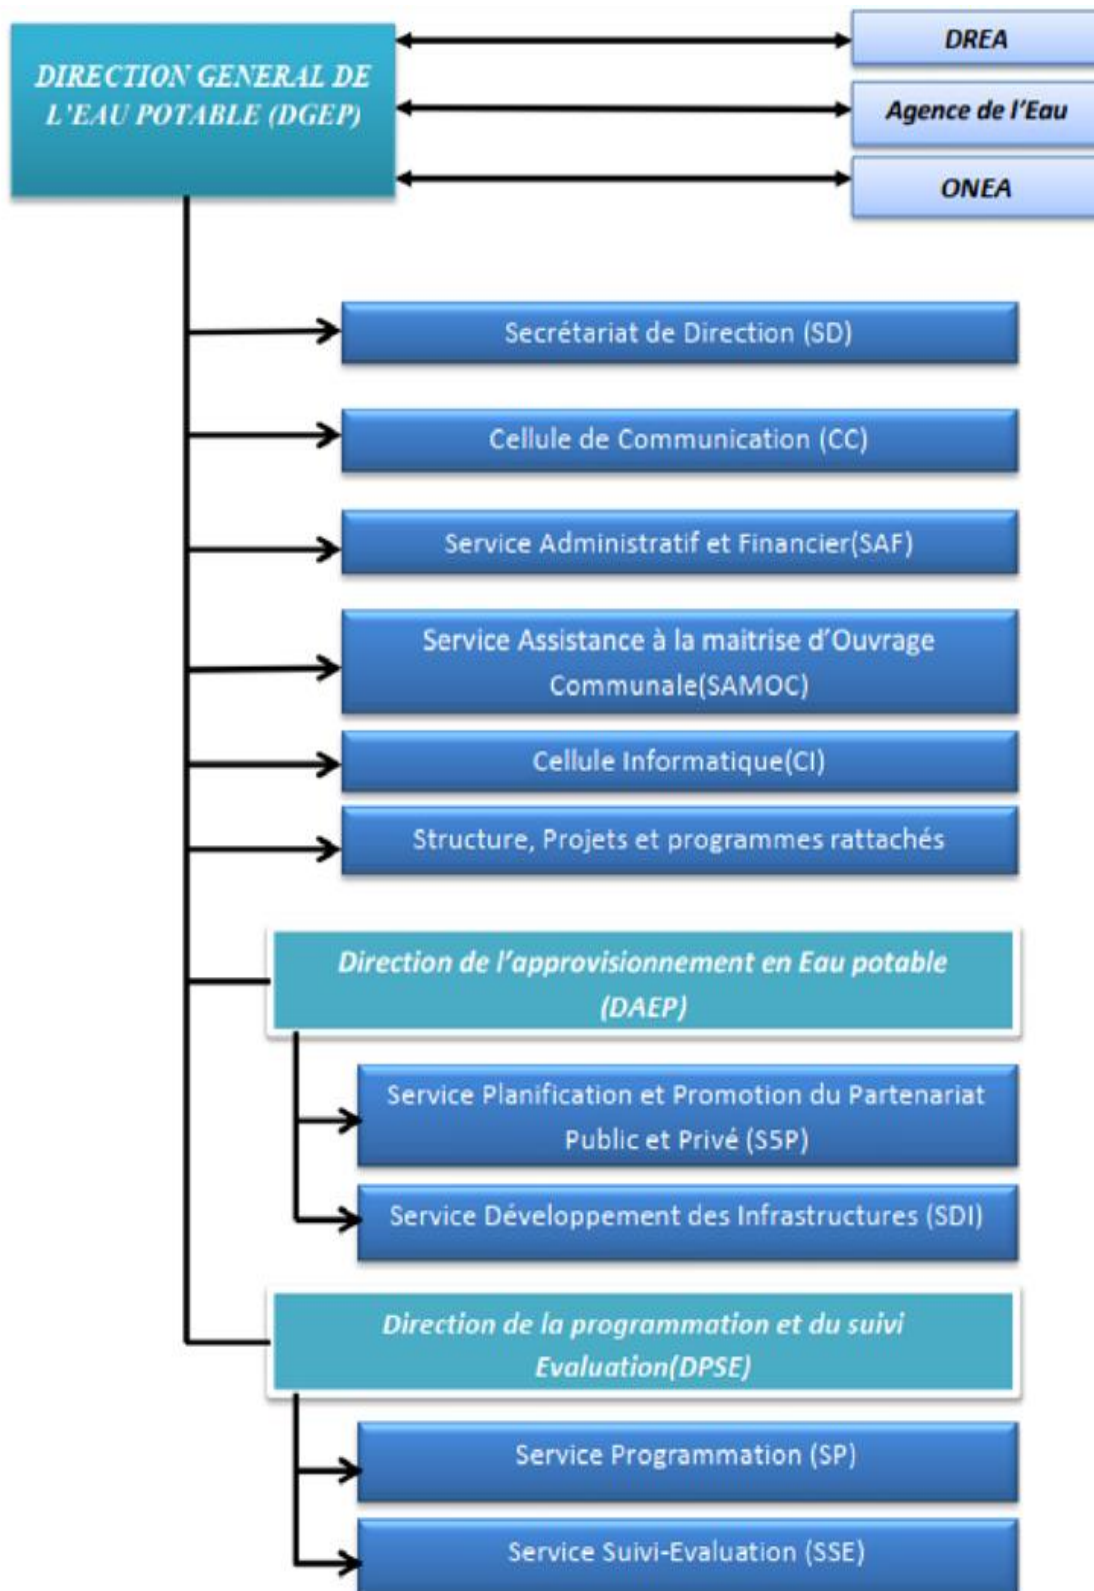 DIRECTION GENERAL DE
L'EAU POTABLE (DGEP)
DREA
Agence de l'Eau
ONEA
Secrétariat de Direction (SD)
Cellule de Communication (CC)
Service Administratif et Financier(SAF)
Service Assistance à la maitrise d'Ouvrage
Communale(SAMOC)
Cellule Informatique(CI)
Structure, Projets et programmes rattachés
Direction de l'approvisionnement en Eau potable
(DAEP)
Service Planification et Promotion du Partenariat
Public et Privé (S5P)
Service Développement des Infrastructures (SDI)
Direction de la programmation et du suivi
Evaluation(DPSE)
Service Programmation (SP)
Service Suivi-Evaluation (SSE)